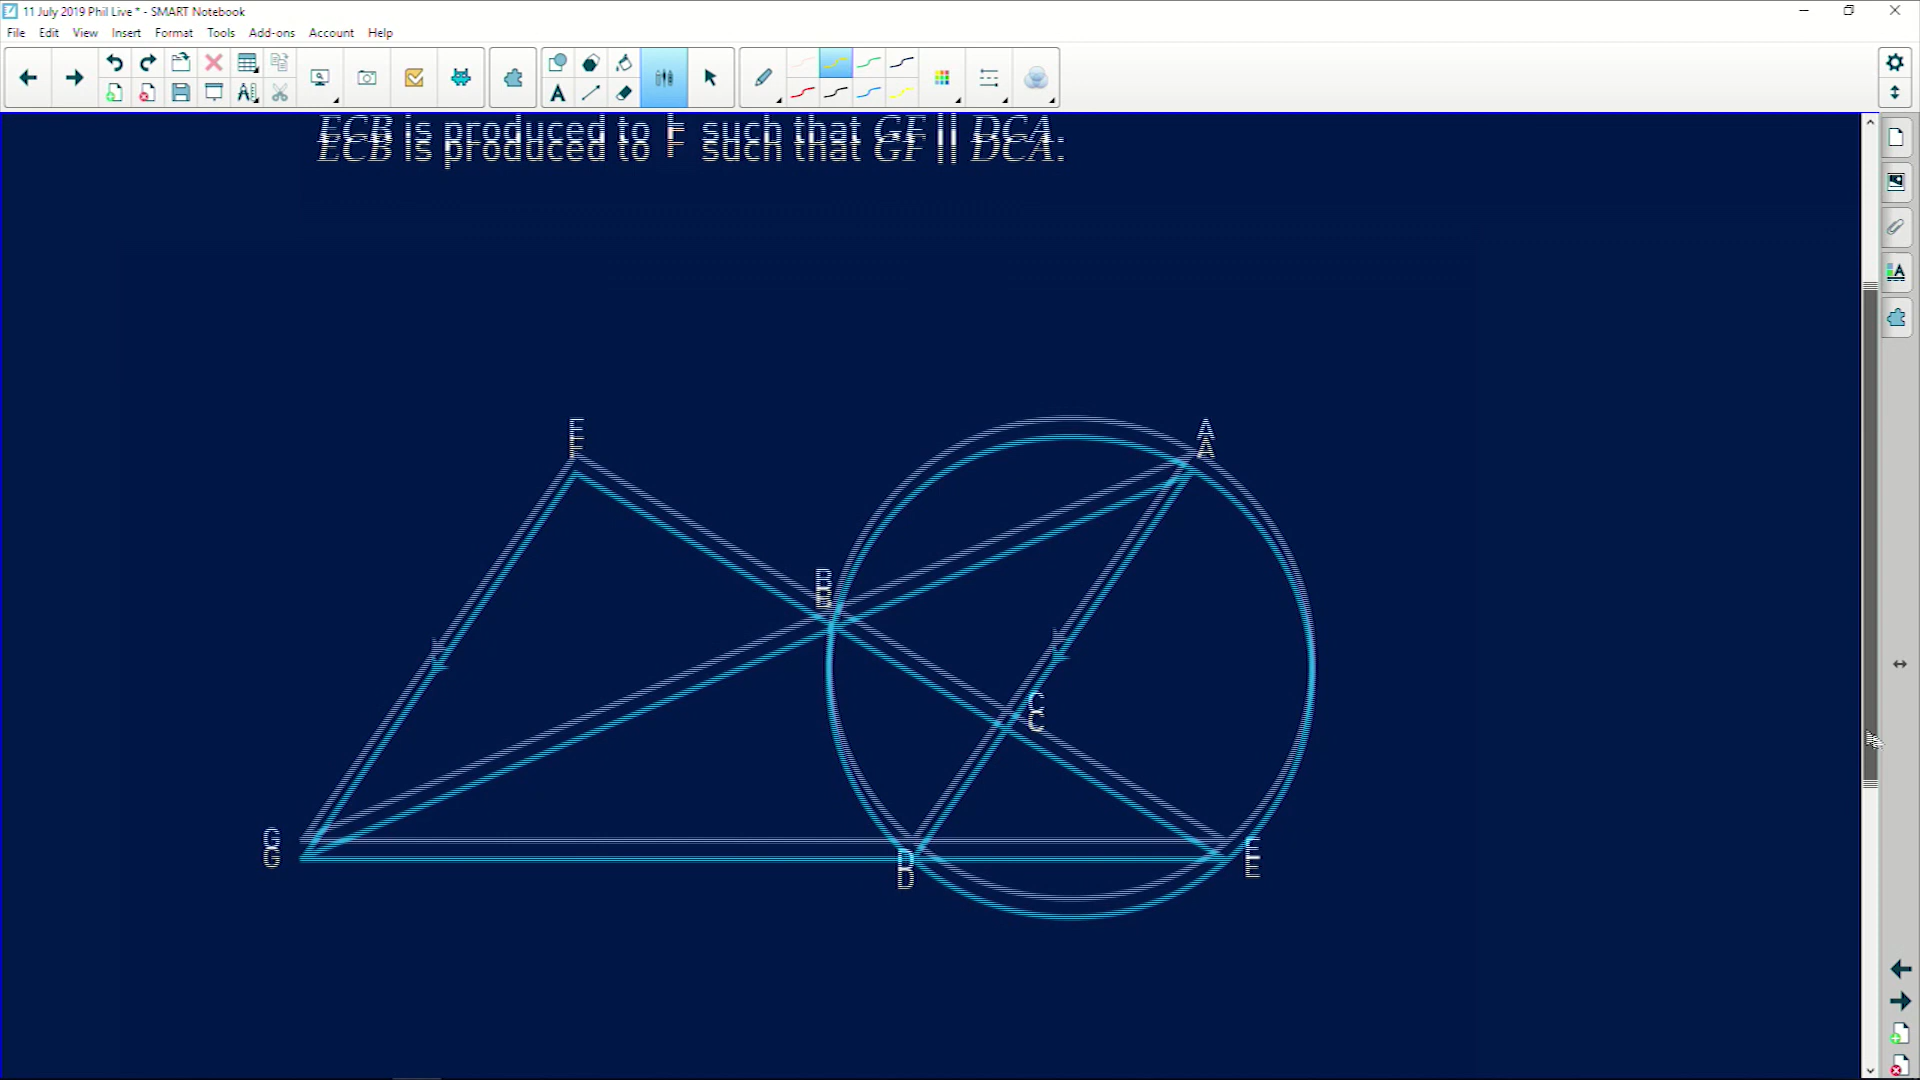 11 July 2019 Phil Live * - SMART Notebook
File Edit View Insert Format Tools Add-ons Account Help
ECB is produced to F such that GF || DCA:
F
A
B
C
G
D
E